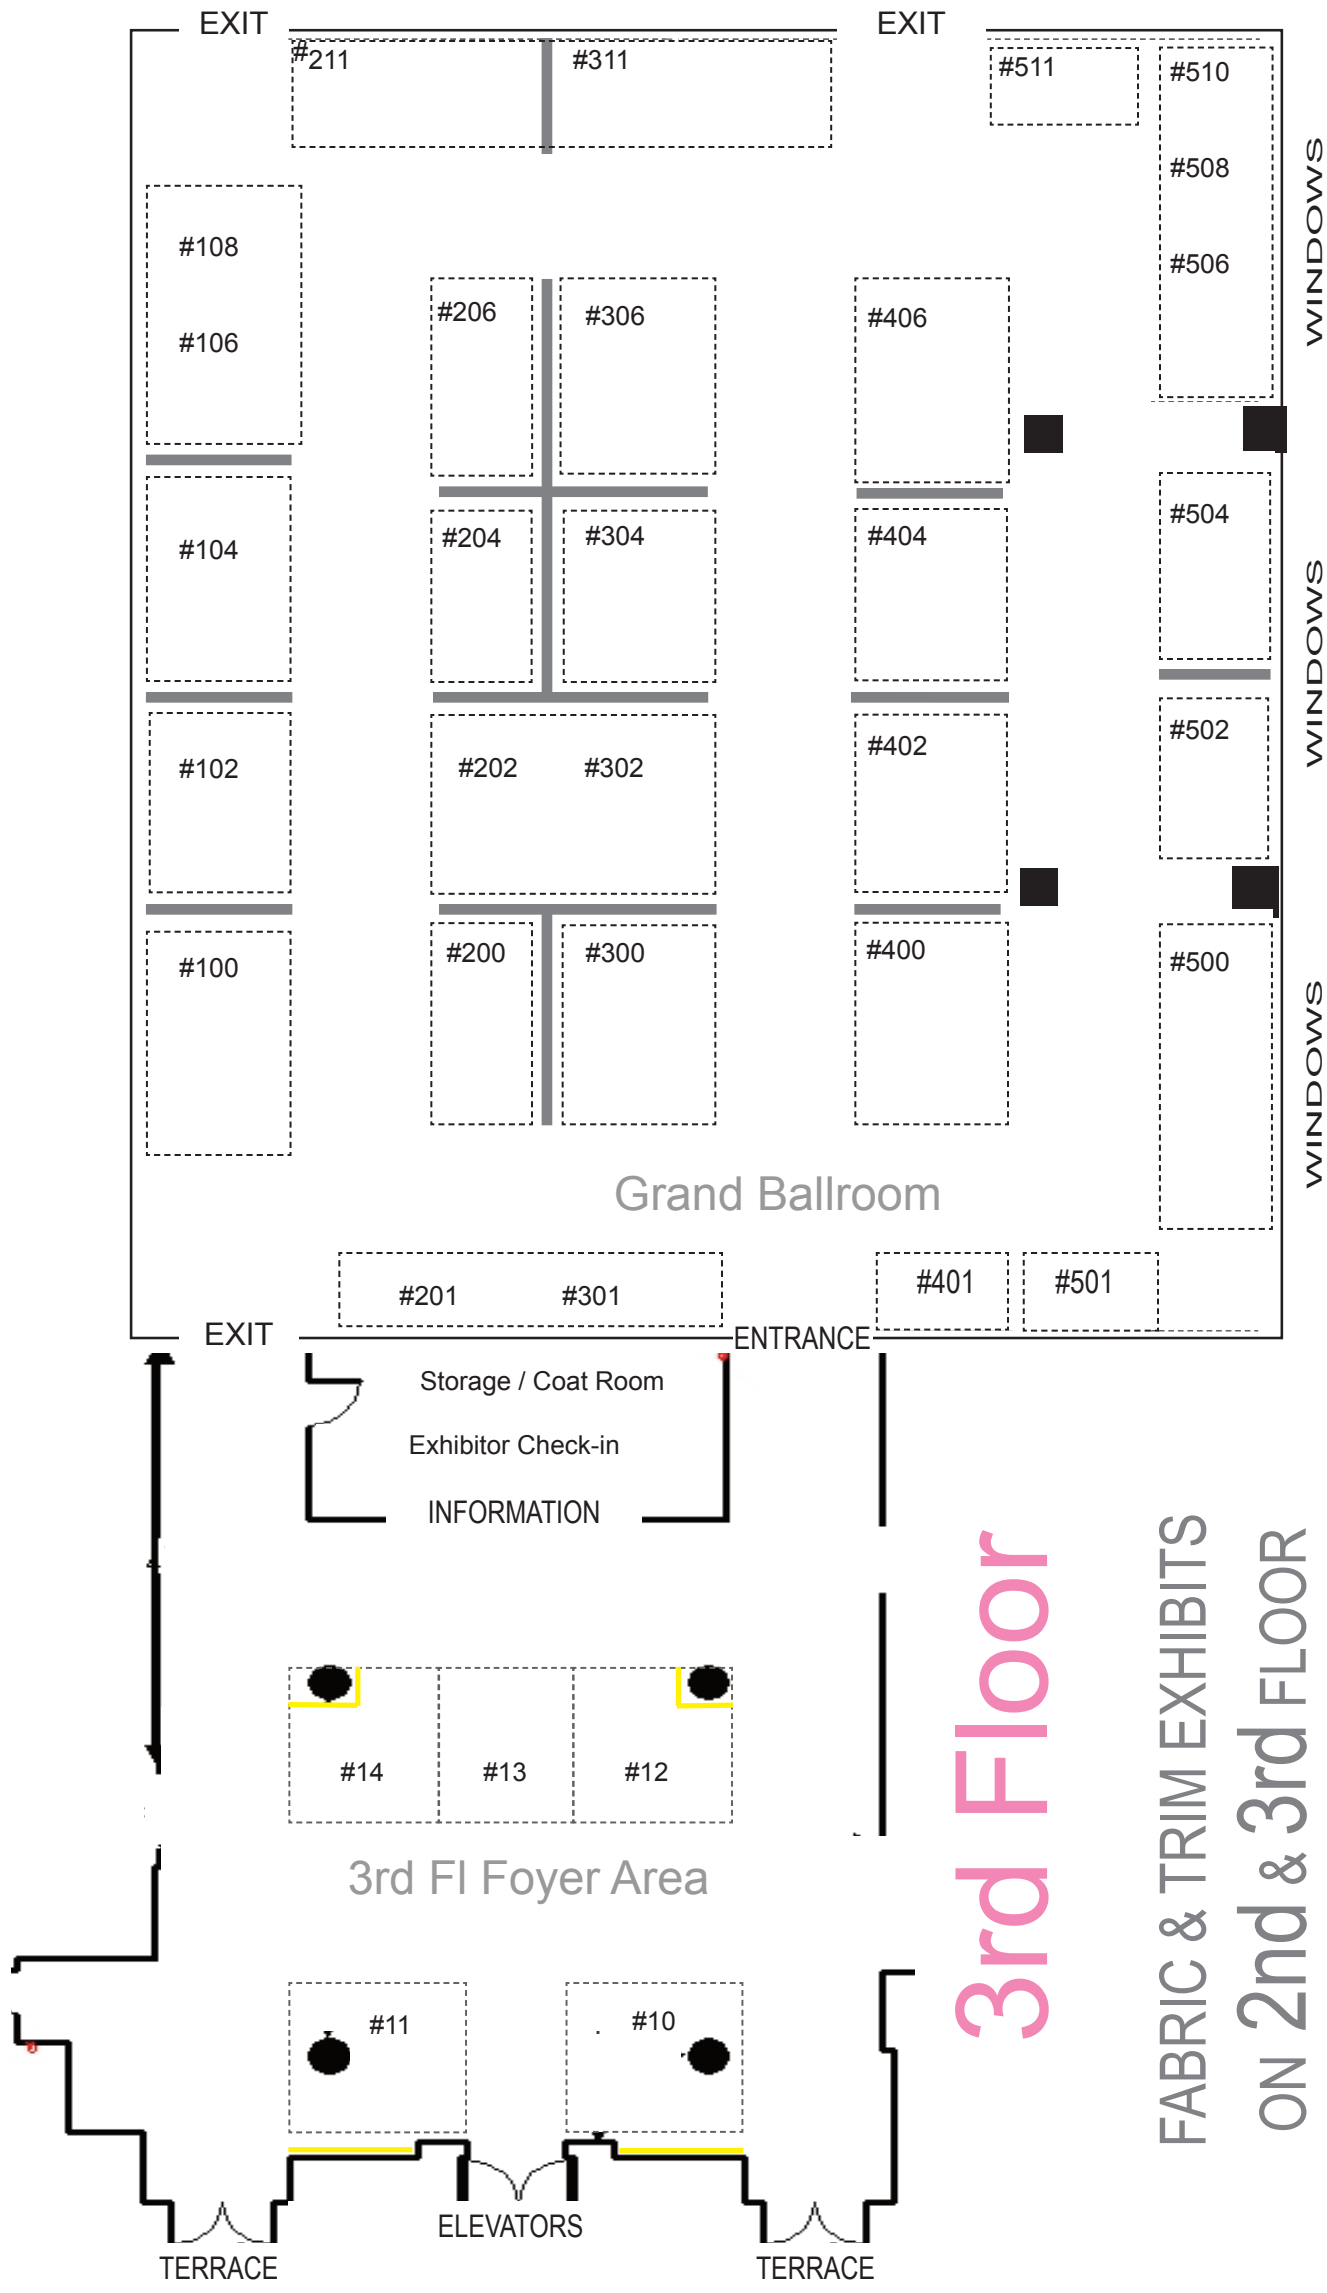 EXIT
EXIT
#211
#311
#511
#510
#508
#506
WINDOWS
#108
#106
#206
#306
#406
#104
#204
#304
#404
#504
WINDOWS
#102
#202
#302
#402
#502
#100
#200
#300
#400
#500
WINDOWS
Grand Ballroom
#201
#301
#401
#501
EXIT
ENTRANCE
Storage / Coat Room
Exhibitor Check-in
INFORMATION
#14
#13
#12
3rd Fl Foyer Area
#11
#10
ELEVATORS
TERRACE
TERRACE
3rd Floor
FABRIC & TRIM EXHIBITS
ON 2nd & 3rd FLOOR